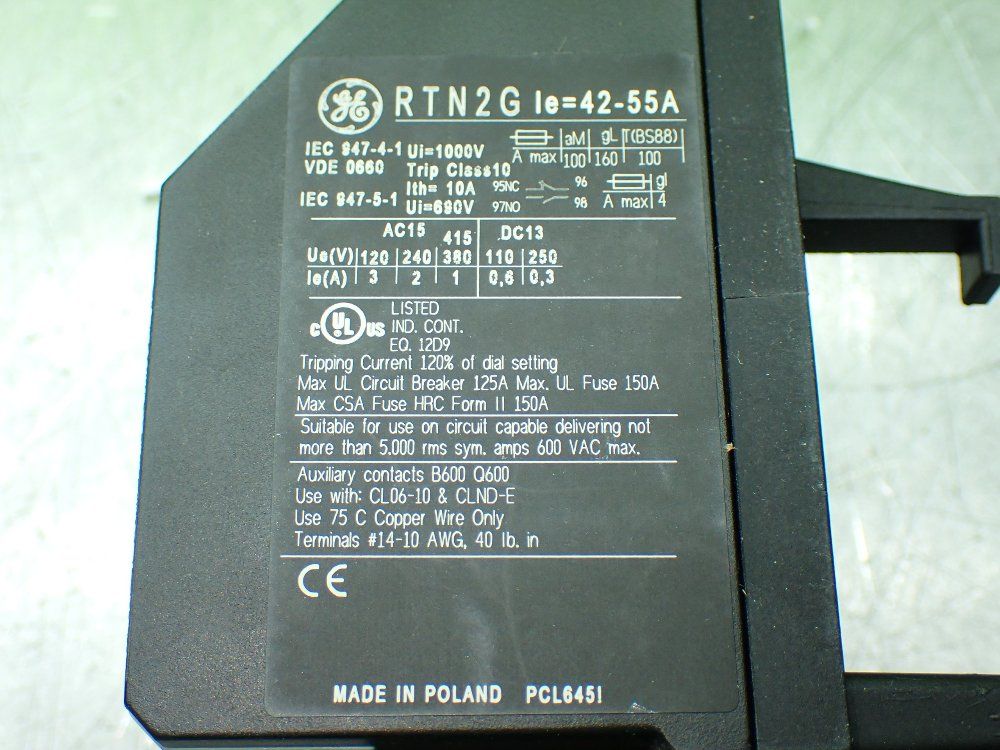 GE RTN2G Ie=42-55A
IEC 947-4-1 Ui=1000V aM gL T(BS88)
VDE 0660 Trip Class10 A max 100 160 100
Ith= 10A 95NC 96 gl
IEC 947-5-1 Ui=690V 97NO 98 A max 4
AC15 415 DC13
Ue(V) 120 240 380 110 250
Ie(A) 3 2 1 0,6 0,3
c UL US LISTED
IND. CONT.
EQ. 12D9
Tripping Current 120% of dial setting
Max UL Circuit Breaker 125A Max. UL Fuse 150A
Max CSA Fuse HRC Form II 150A
Suitable for use on circuit capable delivering not
more than 5.000 rms sym. amps 600 VAC max.
Auxiliary contacts B600 Q600
Use with: CL06-10 & CLND-E
Use 75 C Copper Wire Only
Terminals #14-10 AWG, 40 lb. in
CE
MADE IN POLAND PCL645I